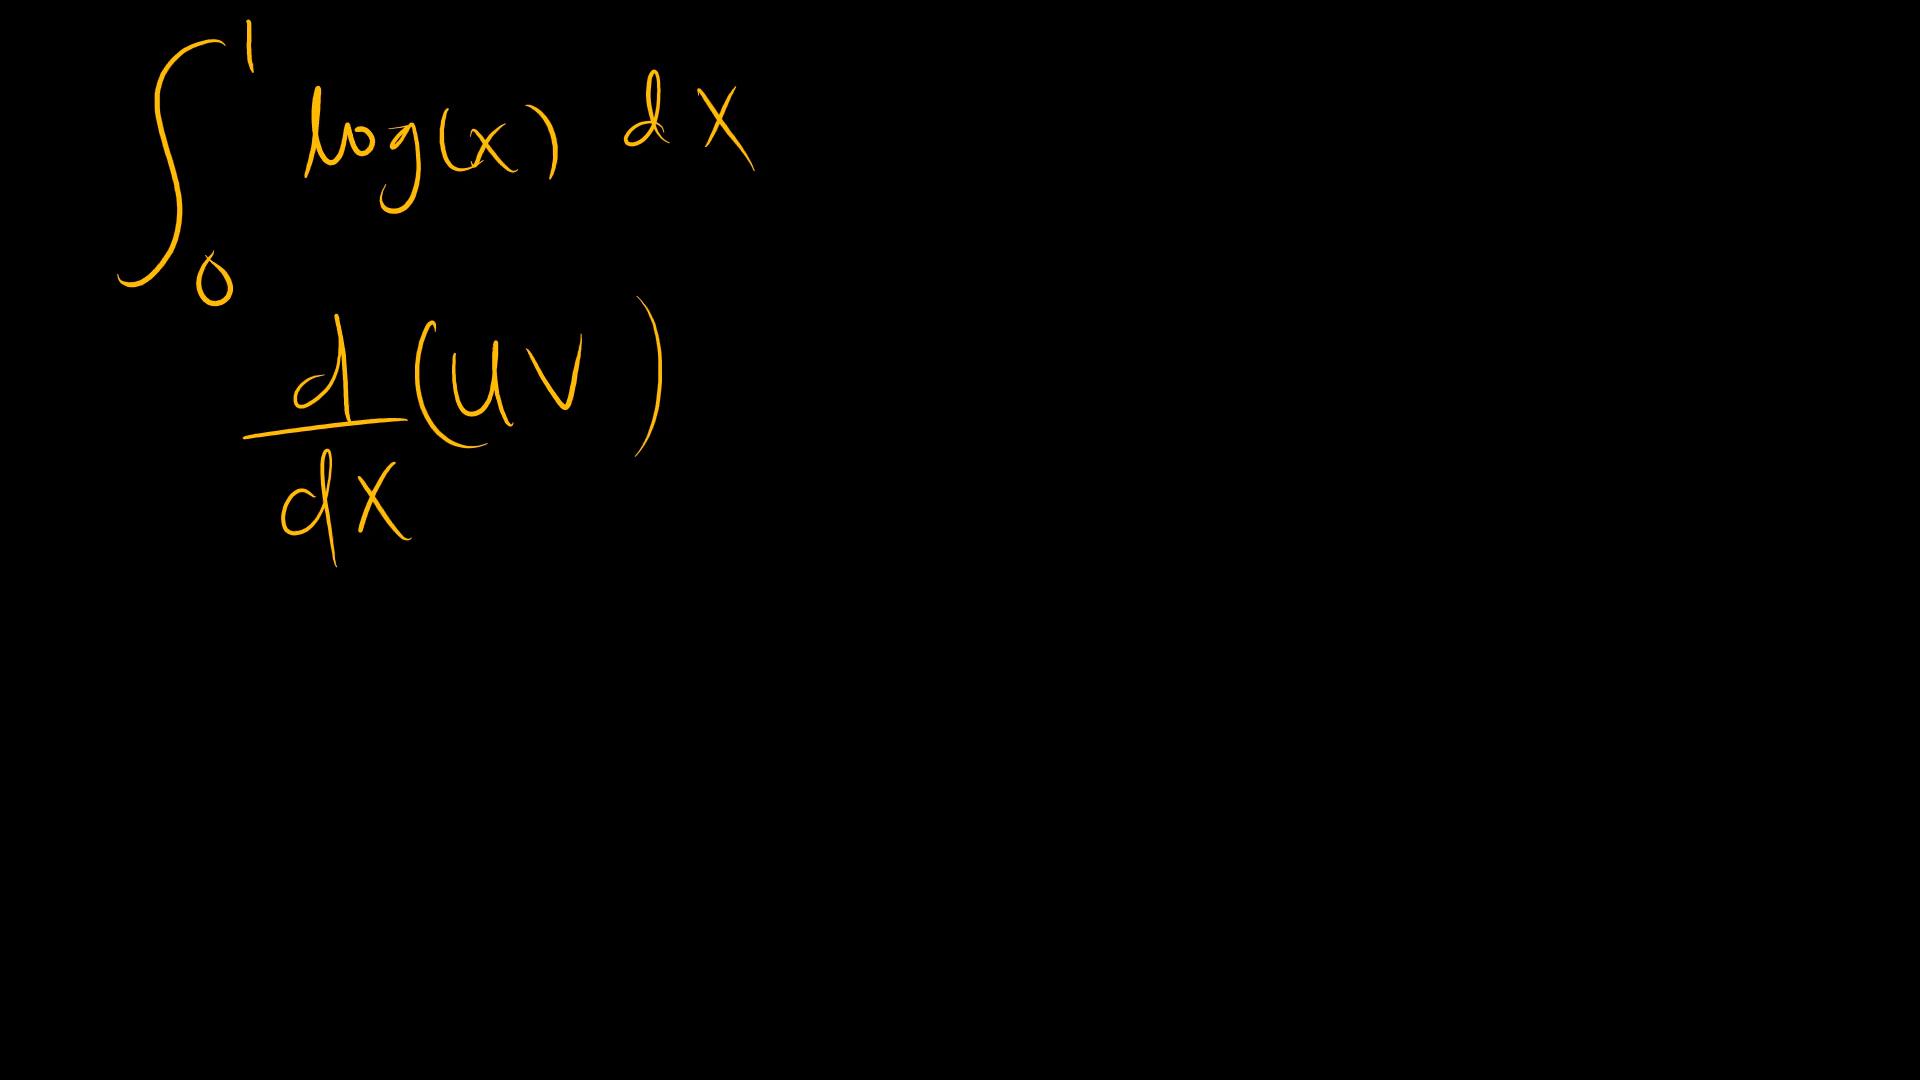 ∫₀¹ log(x) dx
d/dx (uv)